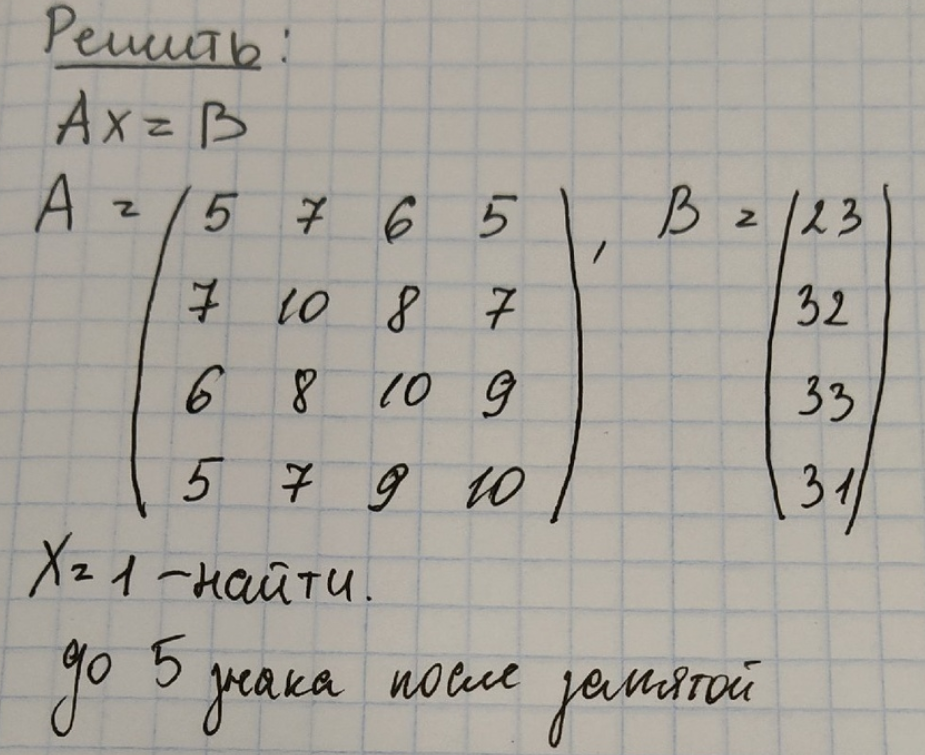 Решить:
Ax = B
A = (5 7 6 5), B = (23)
7 10 8 7 32
6 8 10 9 33
5 7 9 10 31
X = 1 - найти.
до 5 знака после запятой